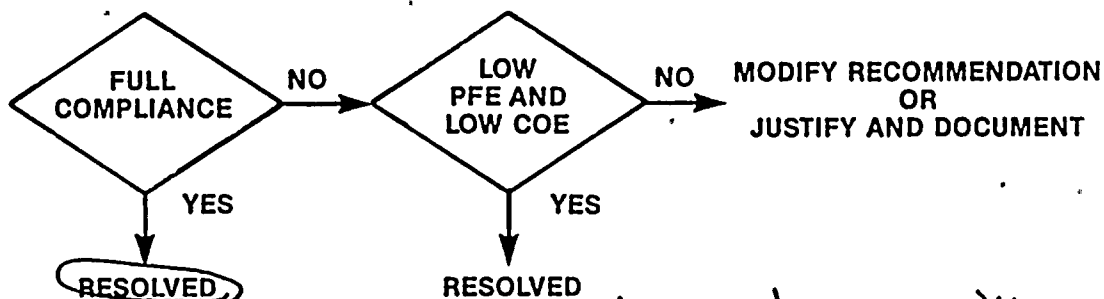 FULL
COMPLIANCE
NO
LOW
PFE AND
LOW COE
NO
MODIFY RECOMMENDATION
OR
JUSTIFY AND DOCUMENT
YES
YES
RESOLVED
RESOLVED